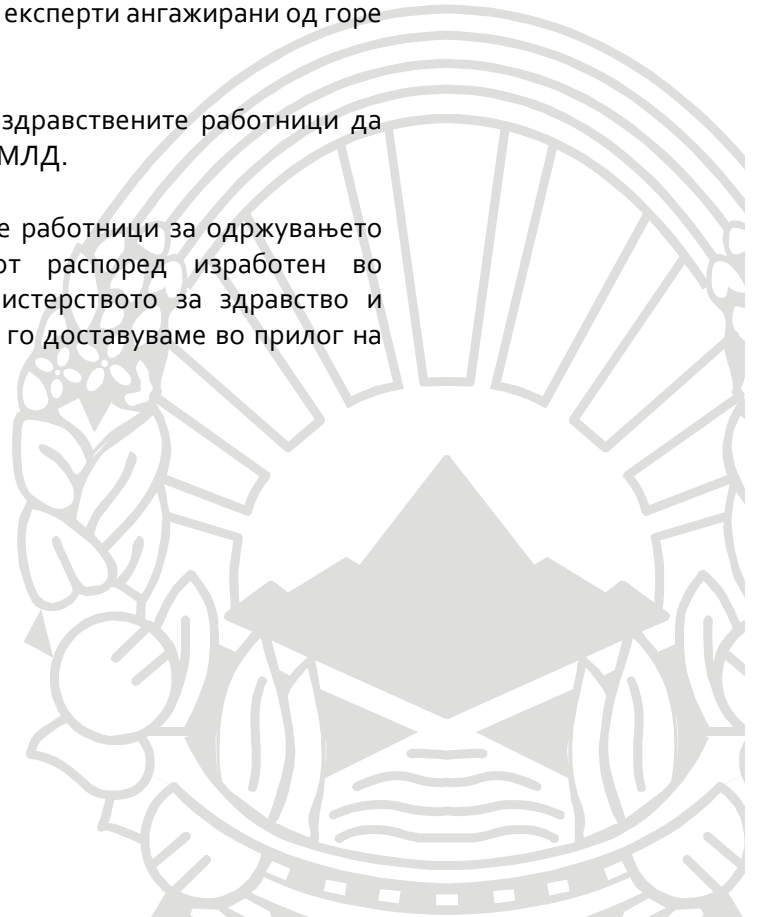 експерти ангажирани од горе
здравствените работници да
МЛД.
е работници за одржувањето
от распоред изработен во
истерството за здравство и
го доставуваме во прилог на